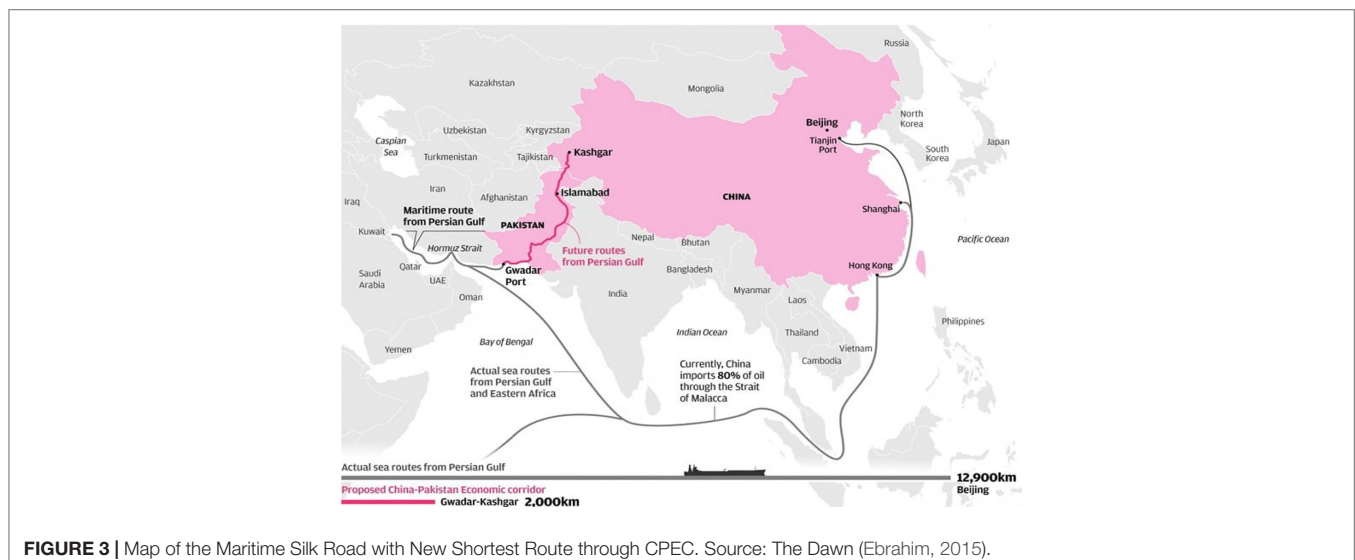 Russia
Kazakhstan
Mongolia
Uzbekistan
Kyrgyzstan
Beijing
North
Korea
Caspian
Sea
Turkmenistan
Tajikistan
Kashgar
Tianjin
Port
South
Korea
Japan
Iran
Afghanistan
Islamabad
CHINA
Iraq
Maritime route
from Persian Gulf
PAKISTAN
Shanghai
Kuwait
Hormuz Strait
Future routes
from Persian Gulf
Nepal
Bhutan
Pacific Ocean
Qatar
Gwadar
Port
Bangladesh
Hong Kong
Saudi
Arabia
UAE
Oman
India
Myanmar
Laos
Philippines
Yemen
Bay of Bengal
Indian Ocean
Thailand
Vietnam
Cambodia
Actual sea routes
from Persian Gulf
and Eastern Africa
Currently, China
imports 80% of oil
through the Strait
of Malacca
Actual sea routes from Persian Gulf
12,900km
Beijing
Proposed China-Pakistan Economic corridor
Gwadar-Kashgar 2,000km
FIGURE 3 | Map of the Maritime Silk Road with New Shortest Route through CPEC. Source: The Dawn (Ebrahim, 2015).